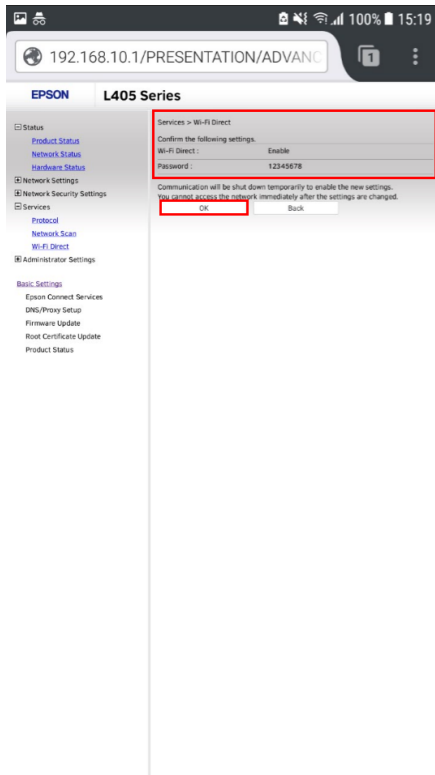 100% 15:19
192.168.10.1/PRESENTATION/ADVANC
1
EPSON L405 Series
Status
Product Status
Network Status
Hardware Status
Network Settings
Network Security Settings
Services
Protocol
Network Scan
Wi-Fi Direct
Administrator Settings
Basic Settings
Epson Connect Services
DNS/Proxy Setup
Firmware Update
Root Certificate Update
Product Status
Services > Wi-Fi Direct
Confirm the following settings.
Wi-Fi Direct : Enable
Password : 12345678
Communication will be shut down temporarily to enable the new settings.
You cannot access the network immediately after the settings are changed.
OK Back